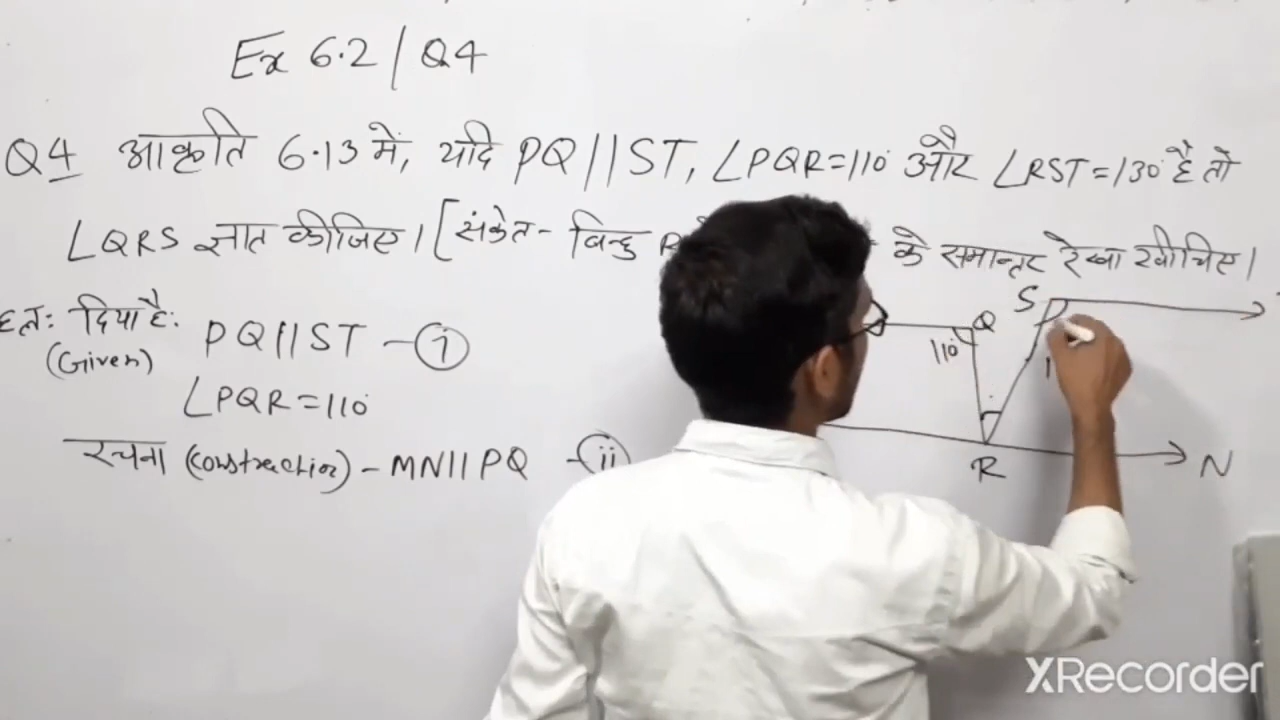 Ex 6.2 / Q4
Q4 आकृति 6.13 में, यदि PQ||ST, ∠PQR=110° और ∠RST=130° है तो
∠QRS ज्ञात कीजिए। [संकेत- बिन्दु R के समान्तर रेखा खीचिए।
हलः दिया हैः PQ||ST - (i)
(Given)
∠PQR=110°
रचना (construction) - MN||PQ - (ii)
S
Q
110°
R
N
XRecorder